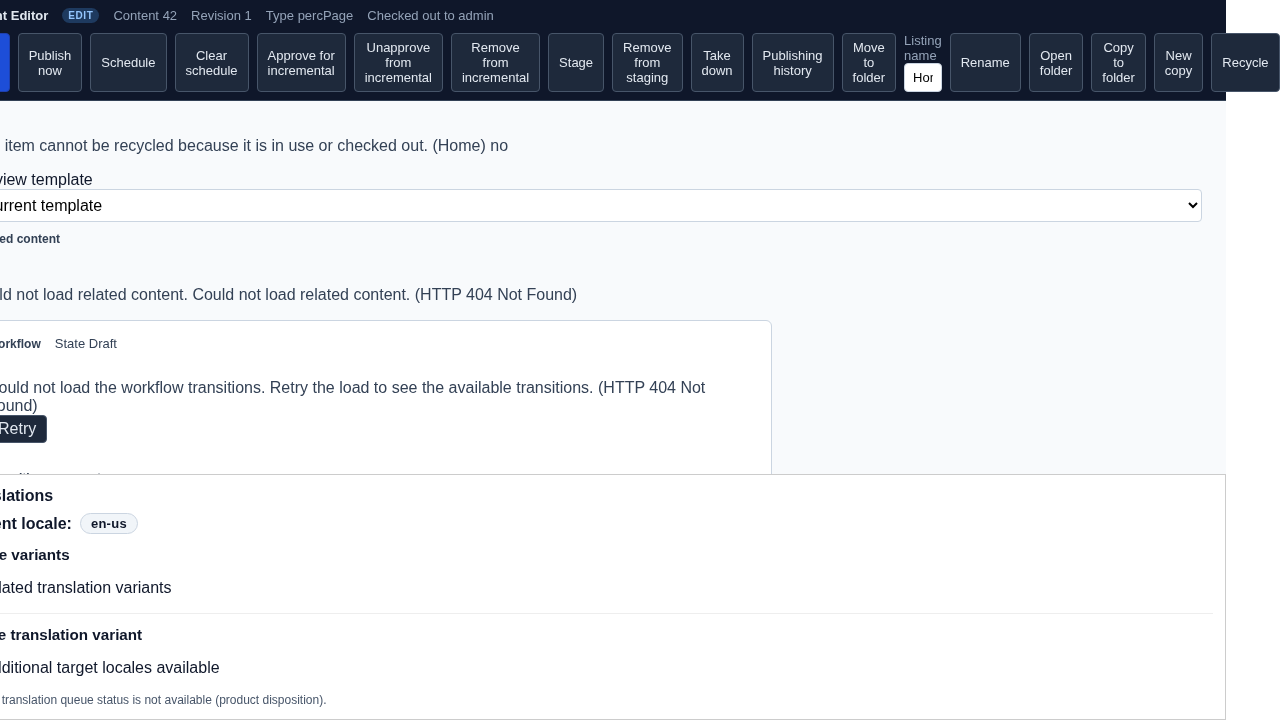 nt Editor EDIT Content 42 Revision 1 Type percPage Checked out to admin
Publish now
Schedule
Clear schedule
Approve for incremental
Unapprove from incremental
Remove from incremental
Stage
Remove from staging
Take down
Publishing history
Move to folder
Listing name
Hor
Rename
Open folder
Copy to folder
New copy
Recycle
item cannot be recycled because it is in use or checked out. (Home) no
view template
urrent template
ed content
ld not load related content. Could not load related content. (HTTP 404 Not Found)
orkflow State Draft
ould not load the workflow transitions. Retry the load to see the available transitions. (HTTP 404 Not
ound)
Retry
slations
ent locale: en-us
e variants
lated translation variants
e translation variant
dditional target locales available
translation queue status is not available (product disposition).